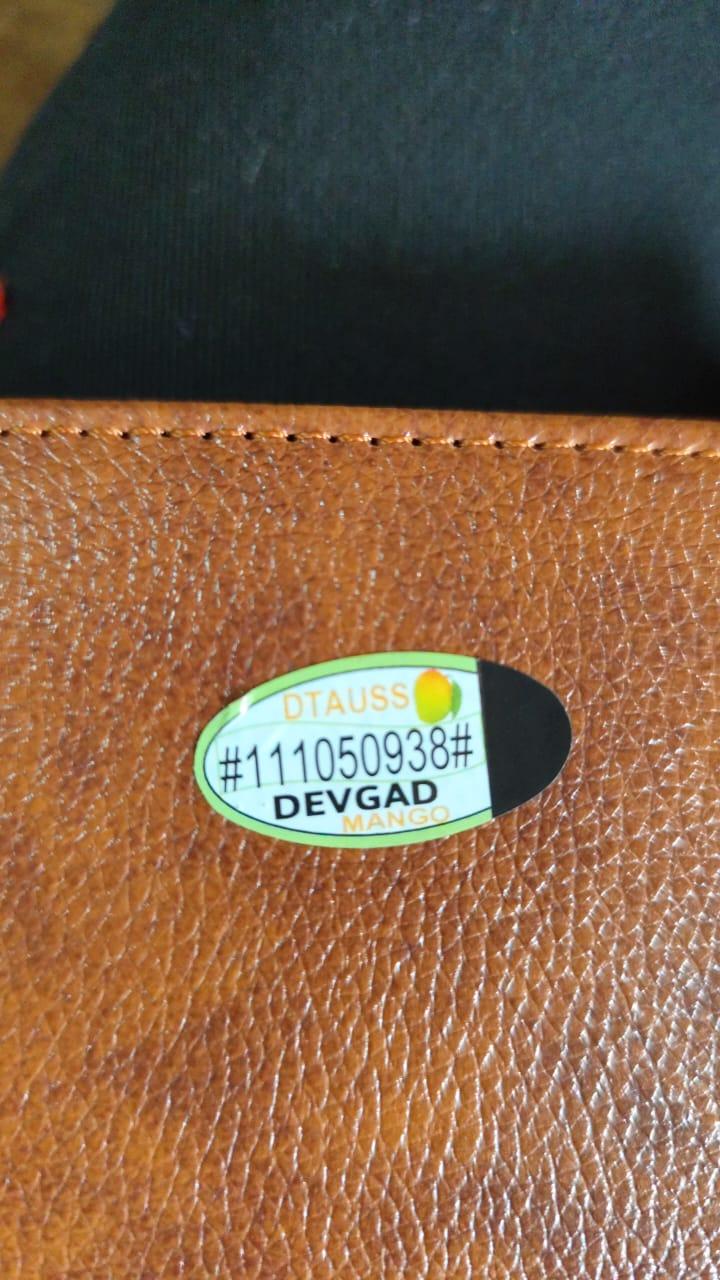 DTAUSS
#111050938#
DEVGAD
MANGO